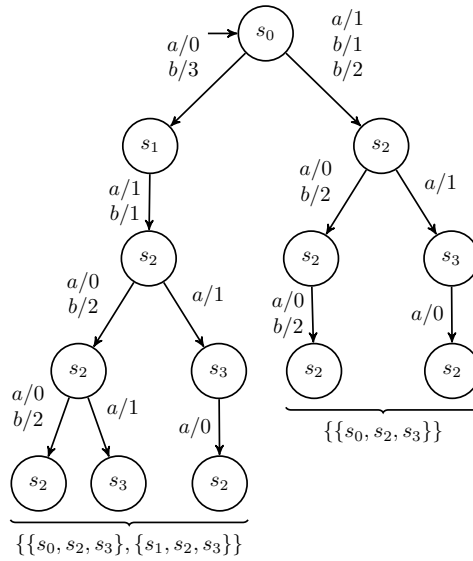 s₀
a/0
b/3
a/1
b/1
b/2
s₁
s₂
a/1
b/1
a/0
b/2
a/1
s₂
s₂
s₃
a/0
b/2
a/1
a/0
b/2
a/0
s₂
s₃
s₂
s₂
a/0
b/2
a/1
a/0
{{s₀, s₂, s₃}}
s₂
s₃
s₂
{{s₀, s₂, s₃}, {s₁, s₂, s₃}}